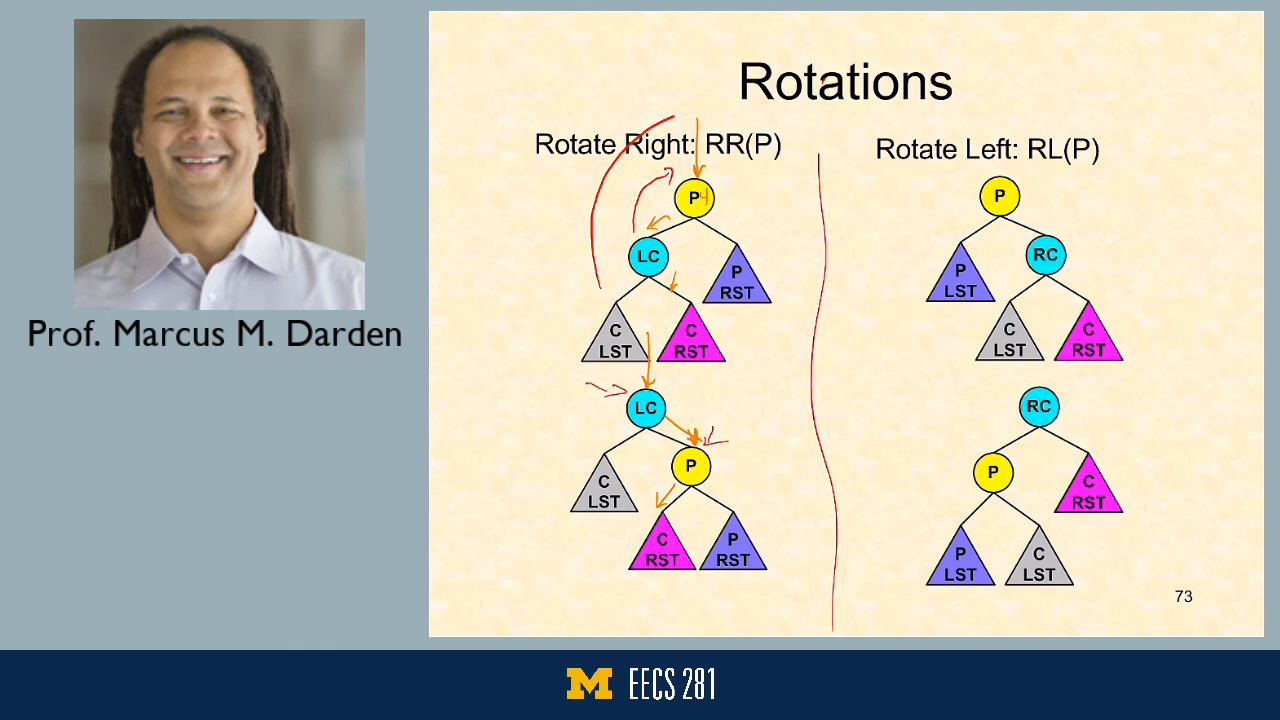 Prof. Marcus M. Darden
Rotations
Rotate Right: RR(P)
P4
LC
P
RST
C
LST
C
RST
LC
P
C
LST
C
RST
P
RST
Rotate Left: RL(P)
P
RC
P
LST
C
LST
C
RST
RC
P
C
RST
P
LST
C
LST
73
M EECS 281